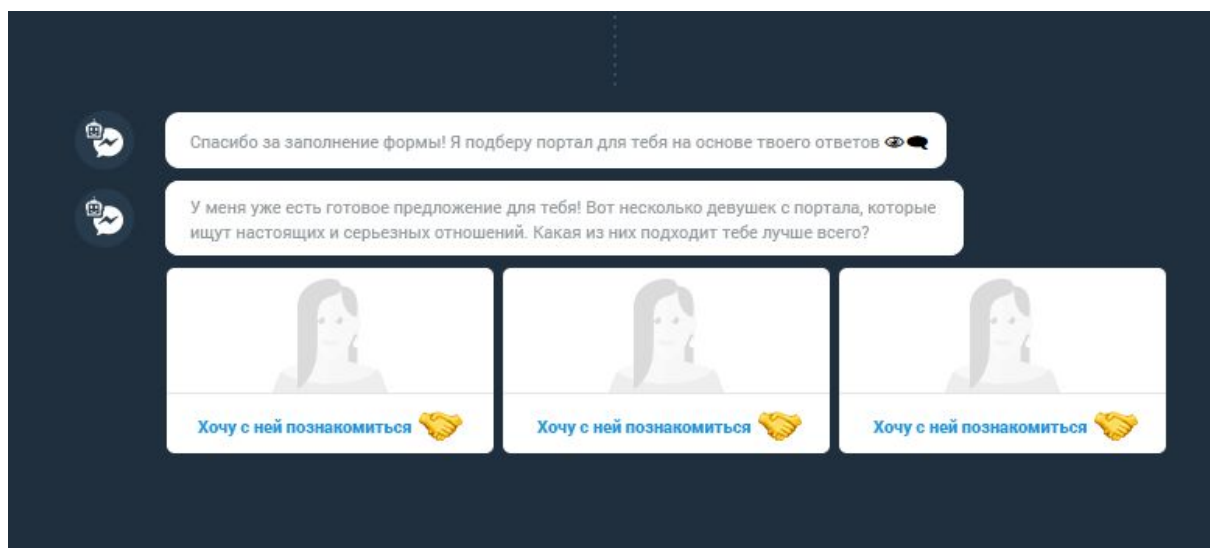 Спасибо за заполнение формы! Я подберу портал для тебя на основе твоего ответов 👁️‍🗨️
У меня уже есть готовое предложение для тебя! Вот несколько девушек с портала, которые
ищут настоящих и серьезных отношений. Какая из них подходит тебе лучше всего?
Хочу с ней познакомиться 🤝
Хочу с ней познакомиться 🤝
Хочу с ней познакомиться 🤝